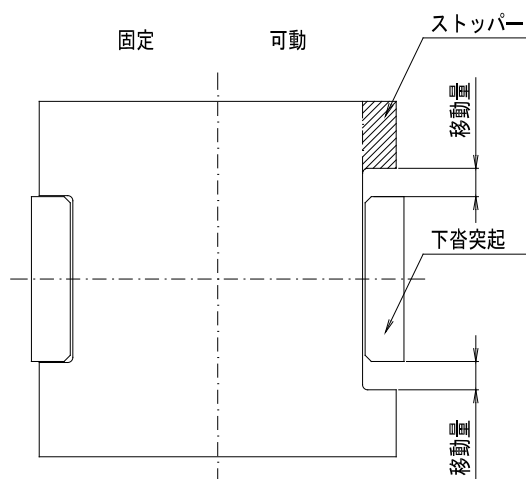 ストッパー
固定
可動
移動量
下沓突起
移動量